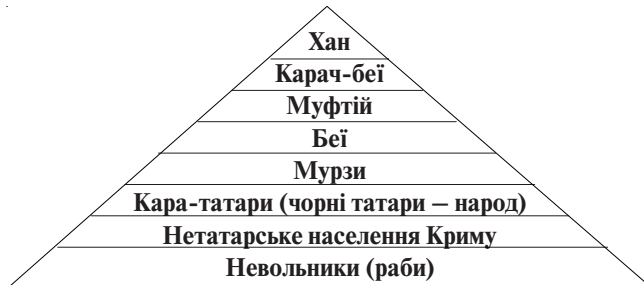 Хан
Карач-беї
Муфтій
Беї
Мурзи
Кара-татари (чорні татари – народ)
Нетатарське населення Криму
Невольники (раби)